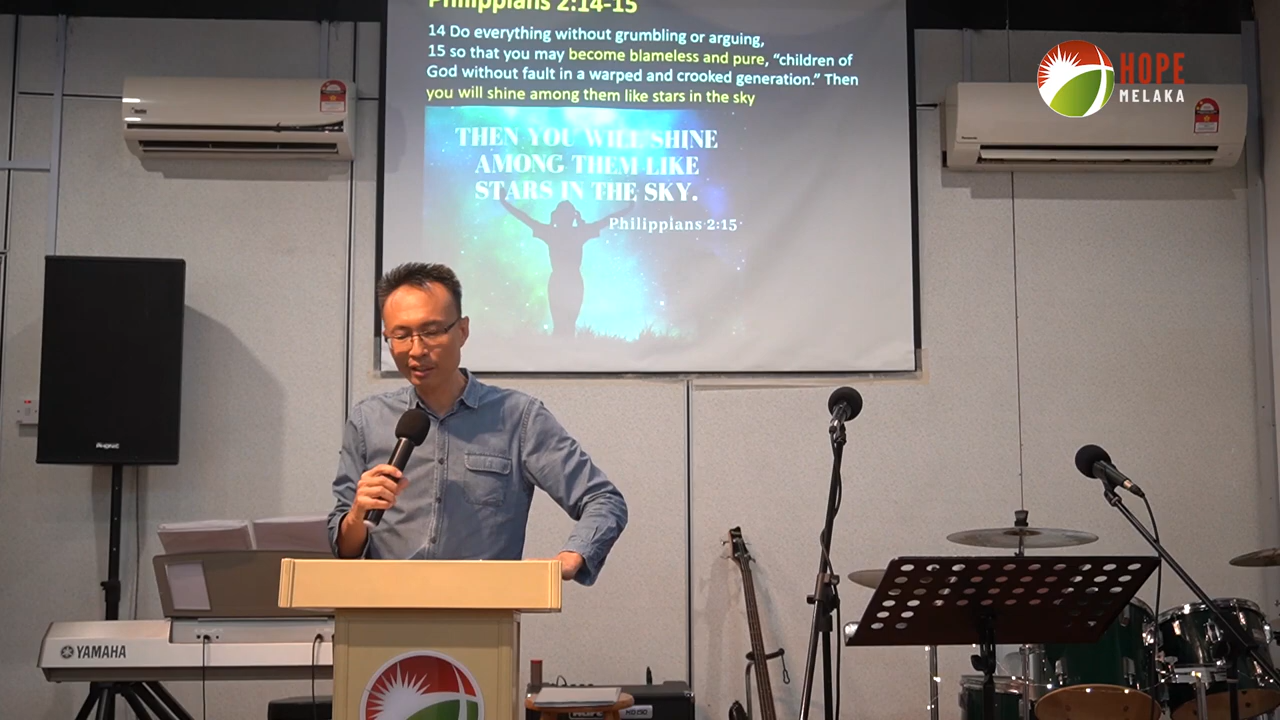 Philippians 2:14-15
14 Do everything without grumbling or arguing,
15 so that you may become blameless and pure, “children of
God without fault in a warped and crooked generation.” Then
you will shine among them like stars in the sky
THEN YOU WILL SHINE
AMONG THEM LIKE
STARS IN THE SKY.
Philippians 2:15
HOPE
MELAKA
YAMAHA
HOPE